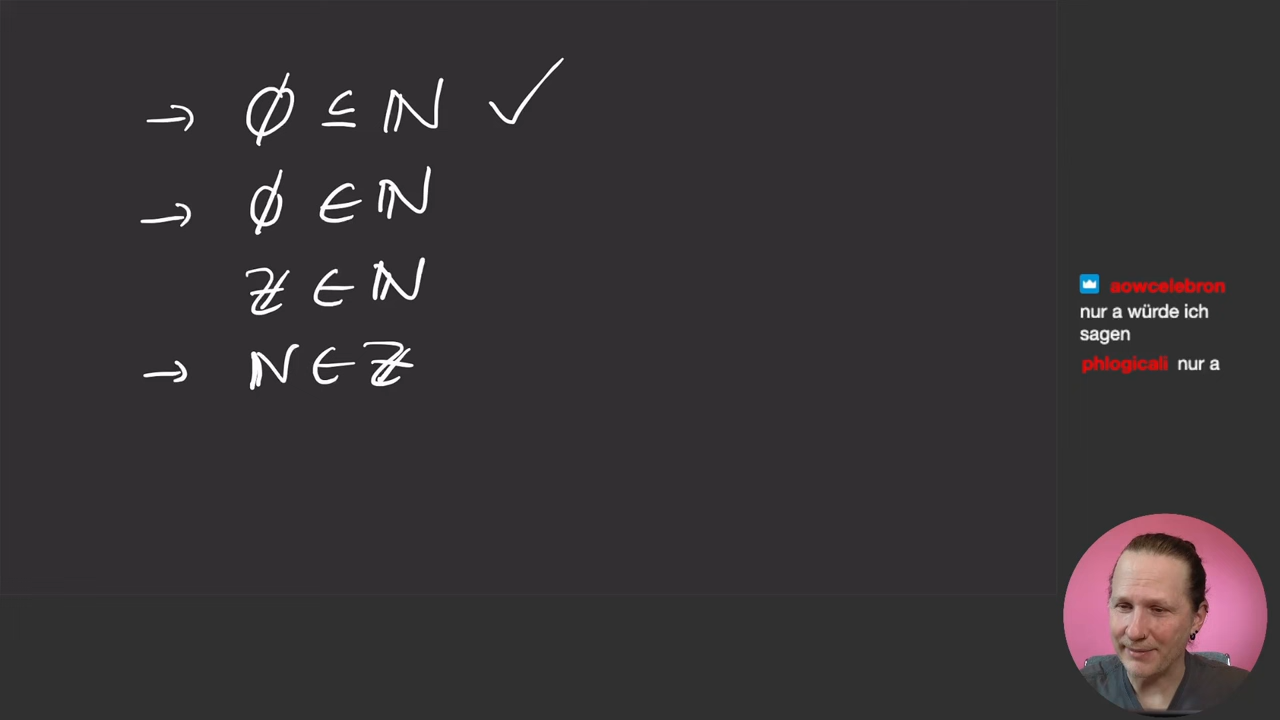 → ∅ ⊆ ℕ ✓
→ ∅ ∈ ℕ
ℤ ∈ ℕ
→ ℕ ∈ ℤ
aowcelebron
nur a würde ich
sagen
phlogicali nur a